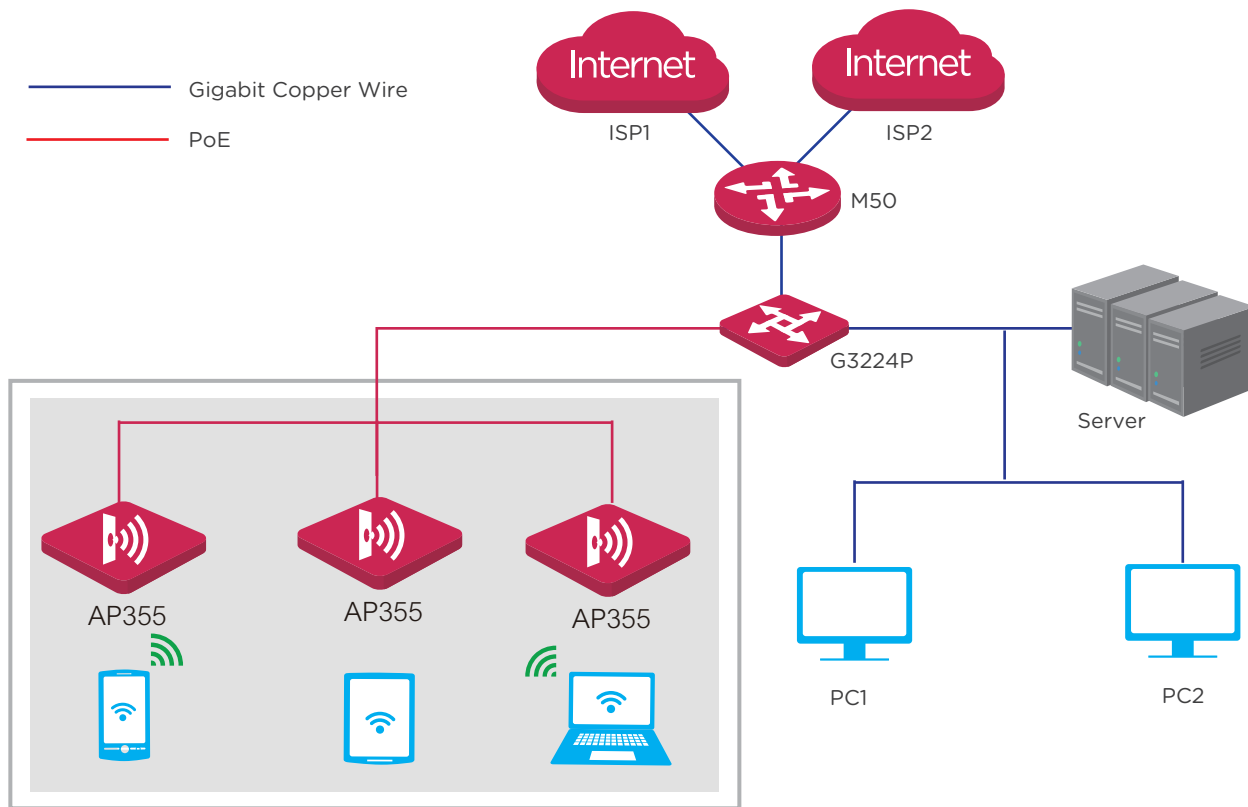 Internet
Internet
ISP1
ISP2
Gigabit Copper Wire
PoE
M50
G3224P
Server
AP355
AP355
AP355
PC1
PC2